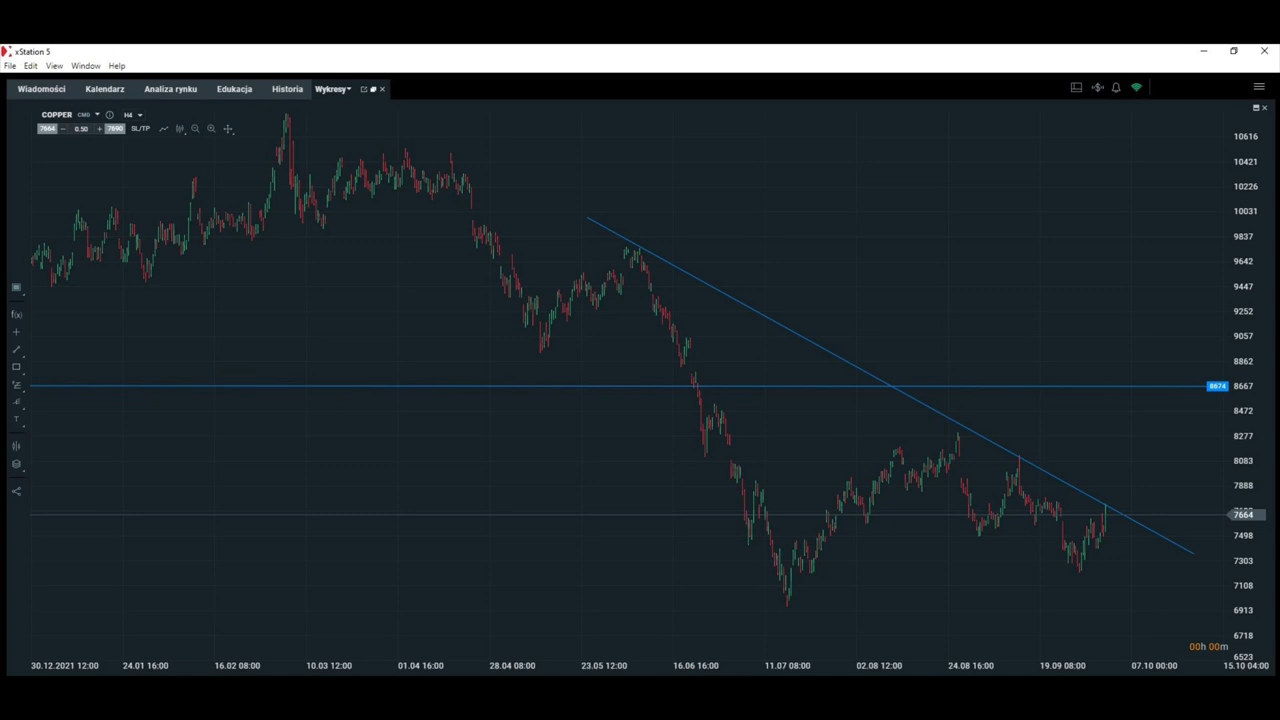 xStation 5
File Edit View Window Help
Wiadomości Kalendarz Analiza rynku Edukacja Historia Wykresy
COPPER CMD H4
7664 0.50 7690 SL/TP
10616
10421
10226
10031
9837
9642
9447
9252
9057
8862
8667
8674
8472
8277
8083
7888
7664
7498
7303
7108
6913
6718
6523
f(x)
T
00h 00m
30.12.2021 12:00 24.01 16:00 16.02 08:00 10.03 12:00 01.04 16:00 28.04 08:00 23.05 12:00 16.06 16:00 11.07 08:00 02.08 12:00 24.08 16:00 19.09 08:00 07.10 00:00 15.10 04:00